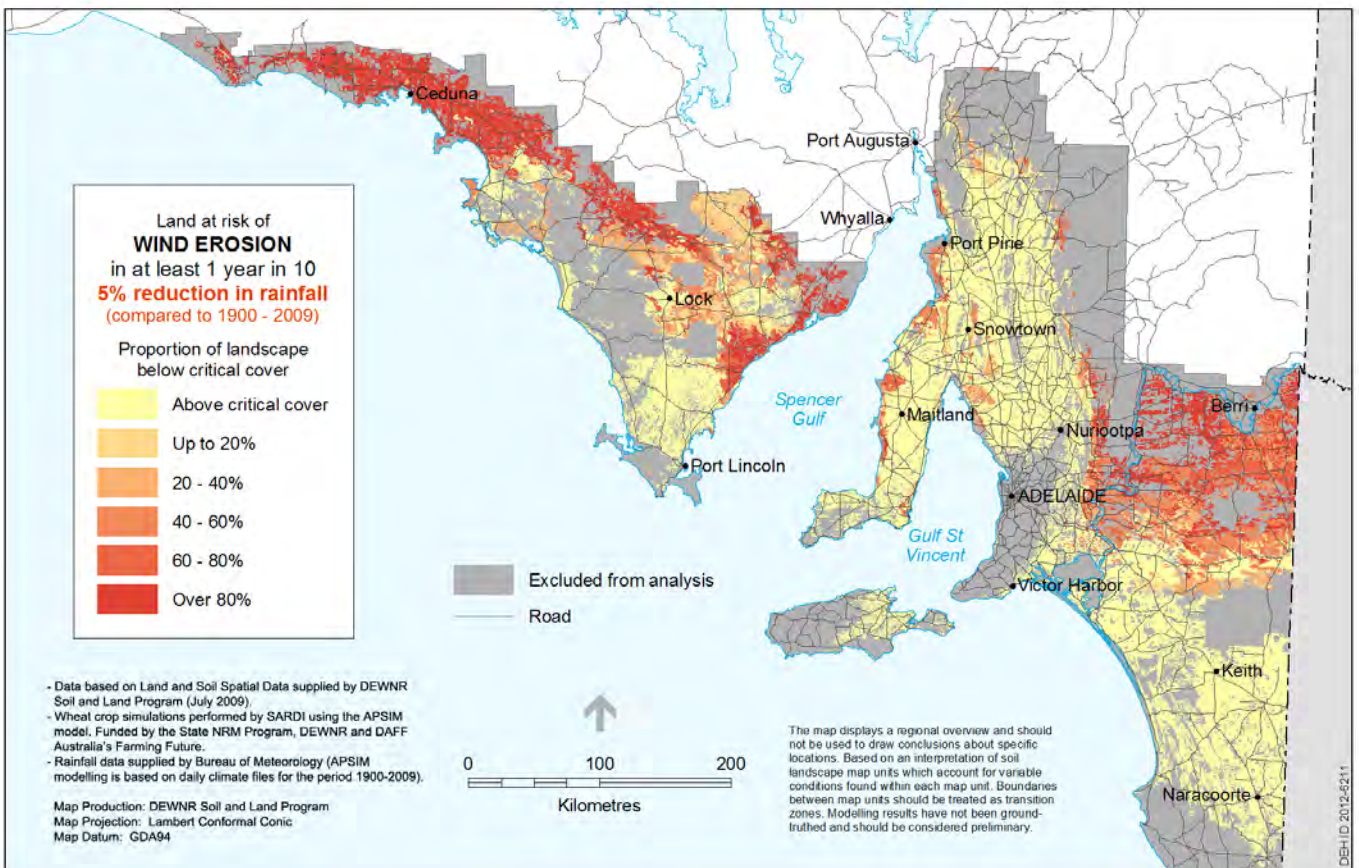 Ceduna
Port Augusta
Whyalla
Port Pirie
Lock
Snowtown
Spencer
Gulf
Maitland
Berri
Nuriootpa
Port Lincoln
ADELAIDE
Gulf St
Vincent
Victor Harbor
Keith
Naracoorte
Land at risk of
WIND EROSION
in at least 1 year in 10
5% reduction in rainfall
(compared to 1900 - 2009)
Proportion of landscape
below critical cover
Above critical cover
Up to 20%
20 - 40%
40 - 60%
60 - 80%
Over 80%
Excluded from analysis
Road
- Data based on Land and Soil Spatial Data supplied by DEWNR
Soil and Land Program (July 2009).
- Wheat crop simulations performed by SARDI using the APSIM
model. Funded by the State NRM Program, DEWNR and DAFF
Australia's Farming Future.
- Rainfall data supplied by Bureau of Meteorology (APSIM
modelling is based on daily climate files for the period 1900-2009).
Map Production: DEWNR Soil and Land Program
Map Projection: Lambert Conformal Conic
Map Datum: GDA94
0 100 200
Kilometres
The map displays a regional overview and should
not be used to draw conclusions about specific
locations. Based on an interpretation of soil
landscape map units which account for variable
conditions found within each map unit. Boundaries
between map units should be treated as transition
zones. Modelling results have not been ground-
truthed and should be considered preliminary.
DEH ID 2012-6211